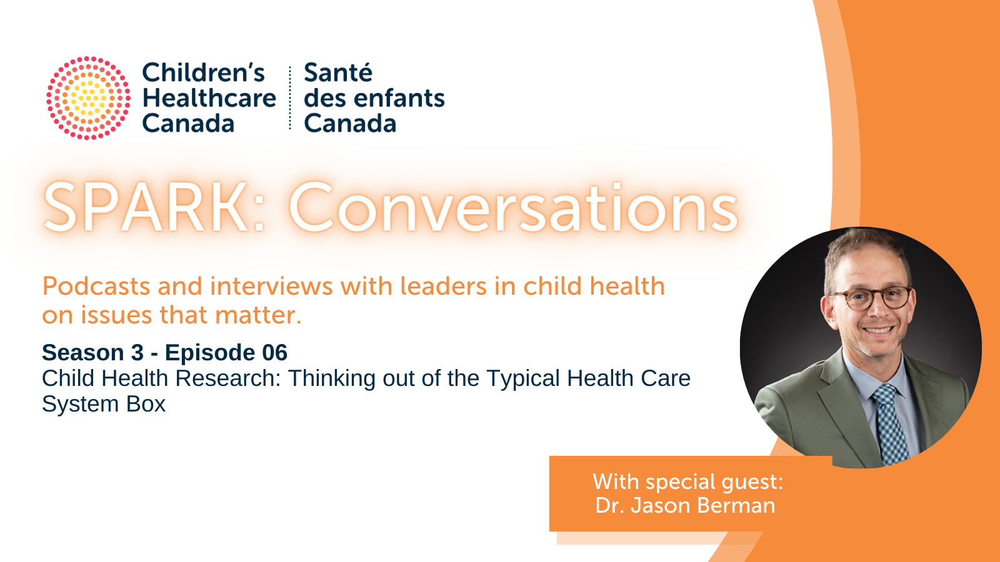 Children's
Healthcare
Canada
Santé
des enfants
Canada
SPARK: Conversations
Podcasts and interviews with leaders in child health
on issues that matter.
Season 3 - Episode 06
Child Health Research: Thinking out of the Typical Health Care
System Box
With special guest:
Dr. Jason Berman